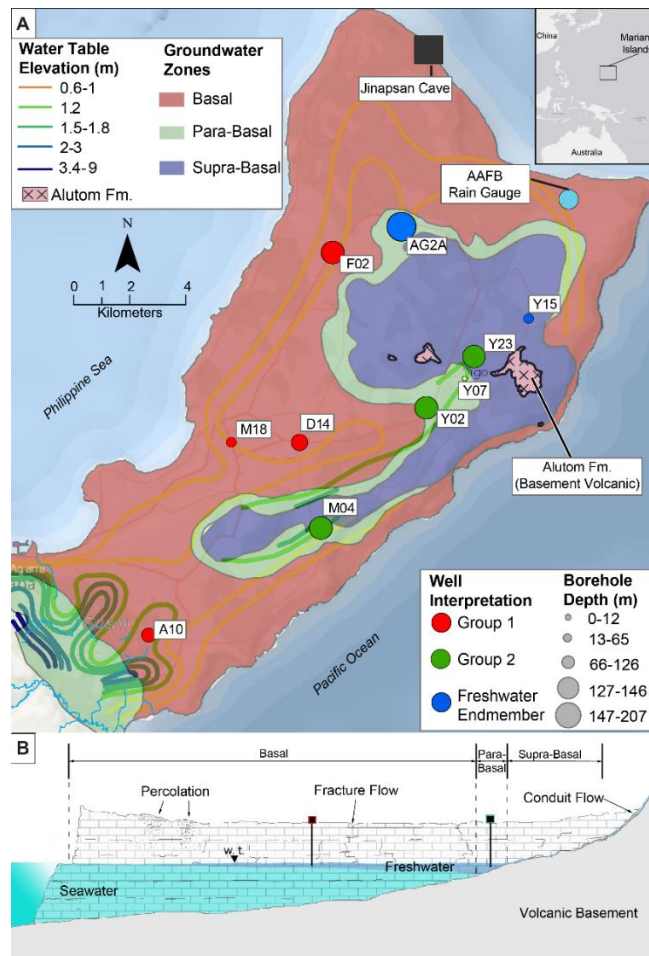 A
Water Table
Elevation (m)
0.6-1
1.2
1.5-1.8
2-3
3.4-9
Alutom Fm.
Groundwater
Zones
Basal
Para-Basal
Supra-Basal
N
0 2 4
Kilometers
China
Mariana
Islands
Australia
Jinapsan Cave
AAFB
Rain Gauge
AG2A
F02
Y15
Y23
Y07
Y02
M18
D14
M04
A10
Philippine Sea
Pacific Ocean
Alutom Fm.
(Basement Volcanic)
Well
Interpretation
Group 1
Group 2
Freshwater
Endmember
Borehole
Depth (m)
0-12
13-65
66-126
127-146
147-207
B
Basal
Para-
Basal
Supra-Basal
Percolation
Fracture Flow
Conduit Flow
w. t.
Freshwater
Seawater
Volcanic Basement